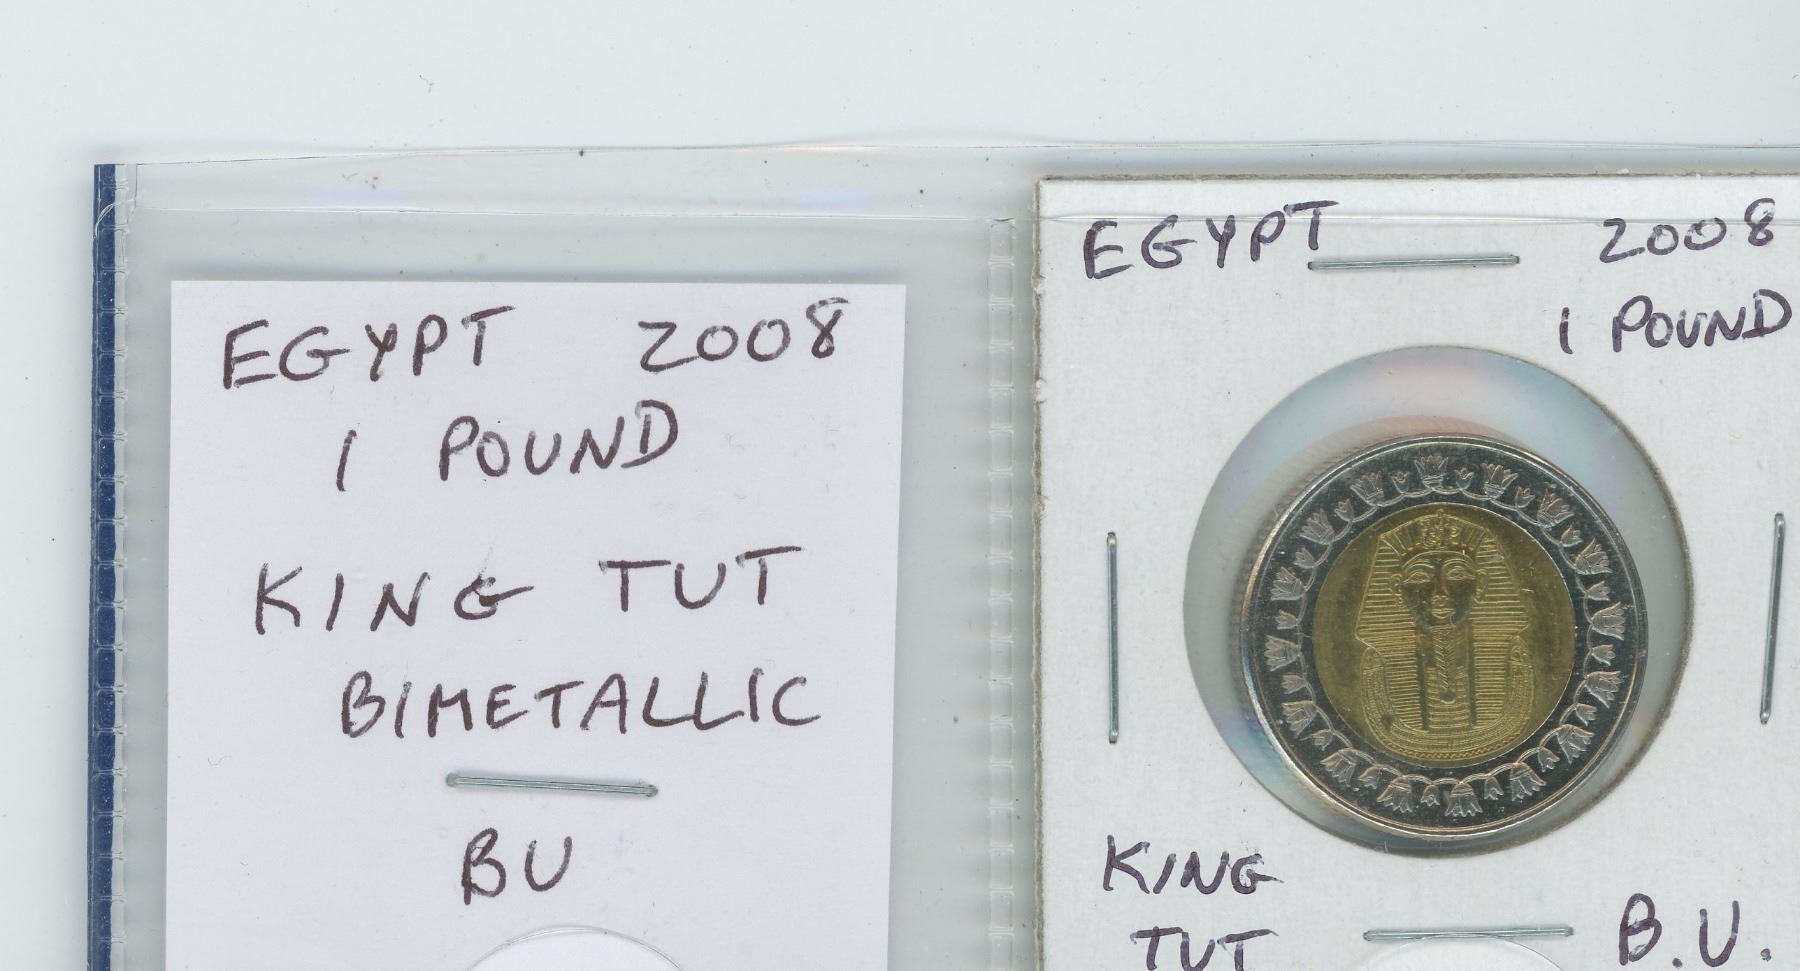 EGYPT 2008
1 POUND
KING TUT
BIMETALLIC
BU
EGYPT 2008
1 POUND
KING
TUT B.U.